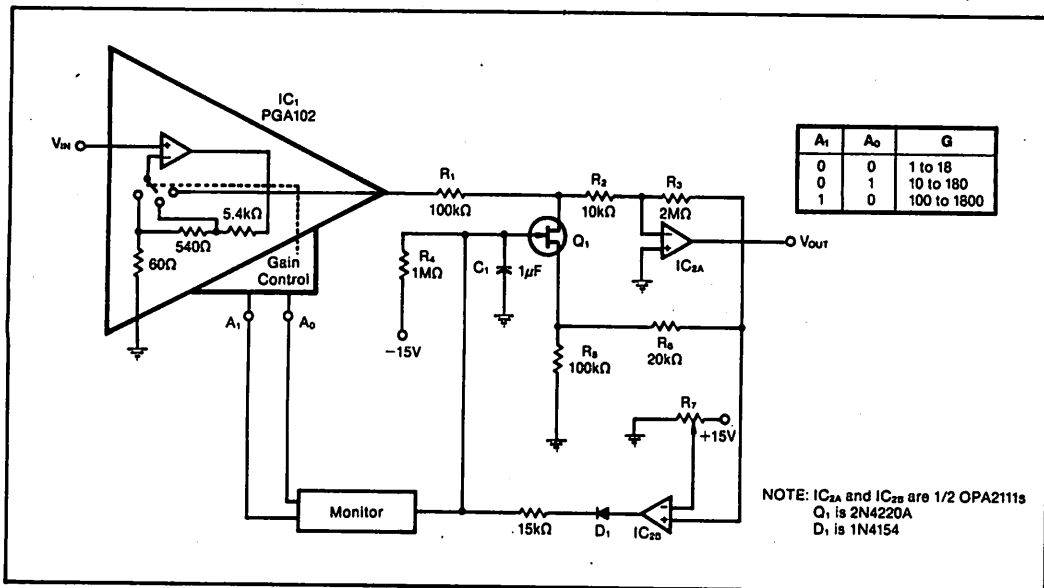 IC1
PGA102
VIN
5.4kΩ
540Ω
60Ω
Gain
Control
A1
A0
R1
100kΩ
R2
10kΩ
R3
2MΩ
R4
1MΩ
−15V
C1
1μF
Q1
IC2A
VOUT
R5
100kΩ
R6
20kΩ
R7
+15V
Monitor
15kΩ
D1
IC2B
A1 A0 G
0 0 1 to 18
0 1 10 to 180
1 0 100 to 1800
NOTE: IC2A and IC2B are 1/2 OPA2111s
Q1 is 2N4220A
D1 is 1N4154